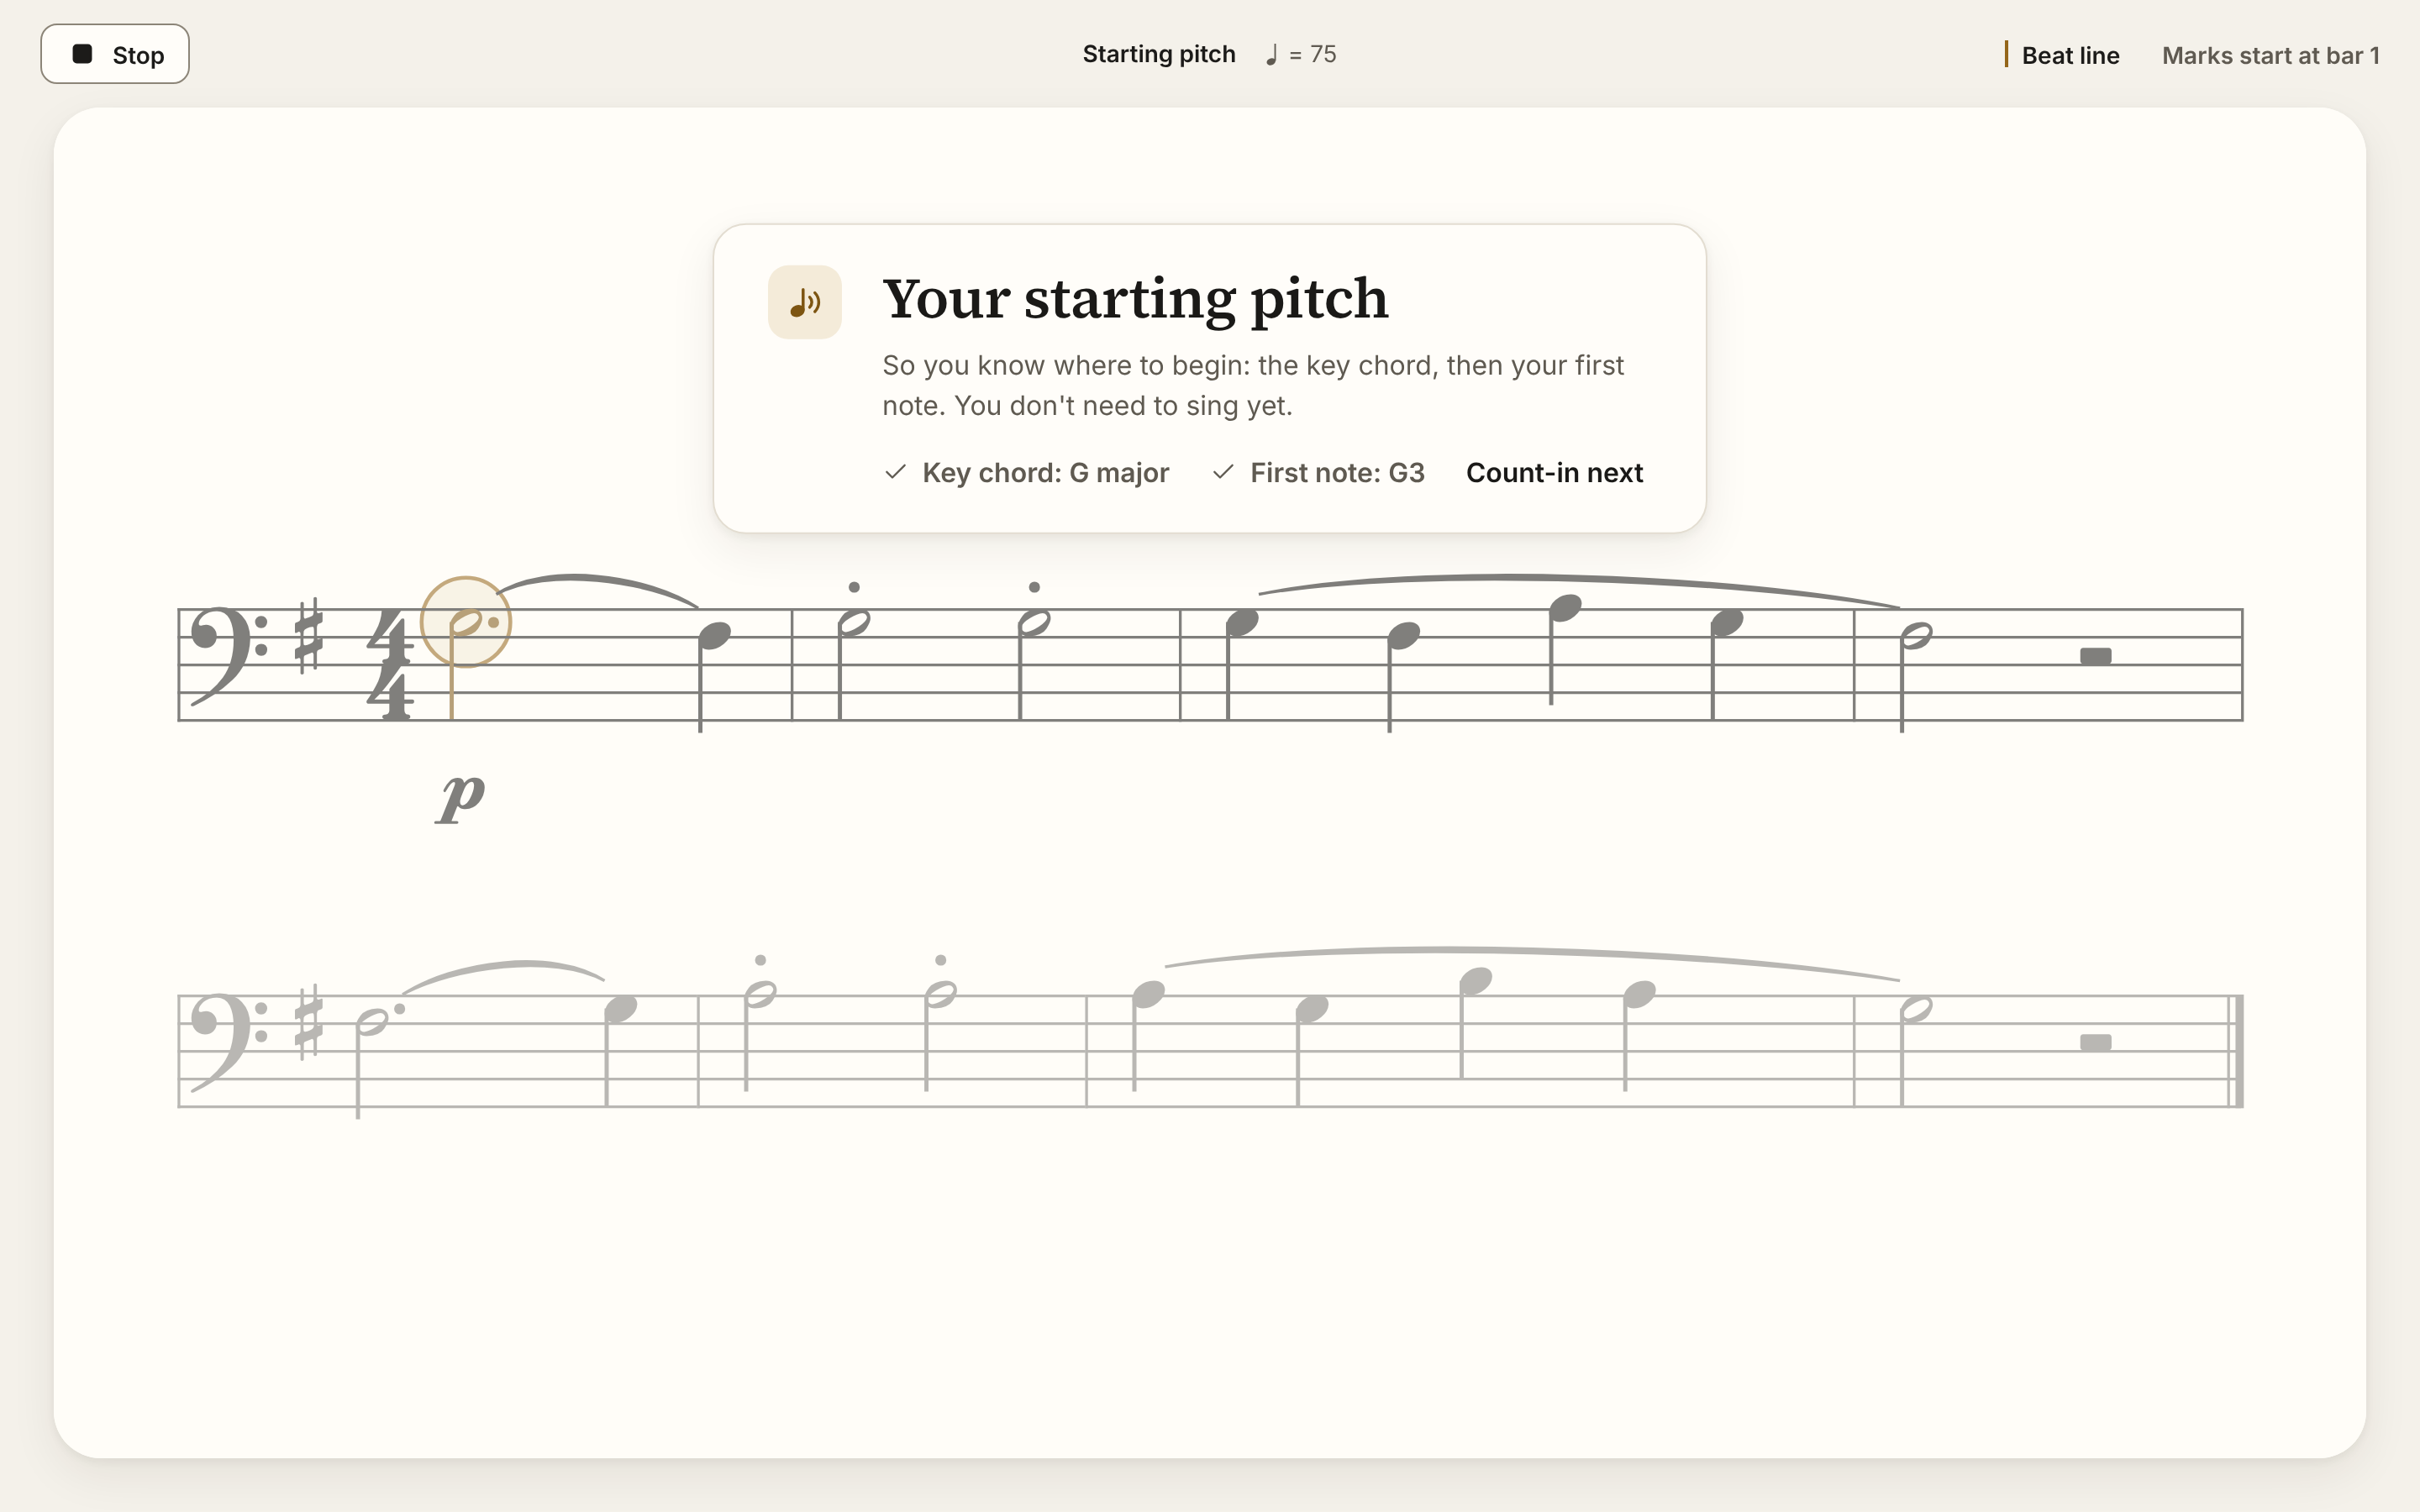 Stop
Starting pitch ♩ = 75
Beat line
Marks start at bar 1
Your starting pitch
So you know where to begin: the key chord, then your first
note. You don't need to sing yet.
Key chord: G major
First note: G3
Count-in next
4
4
p